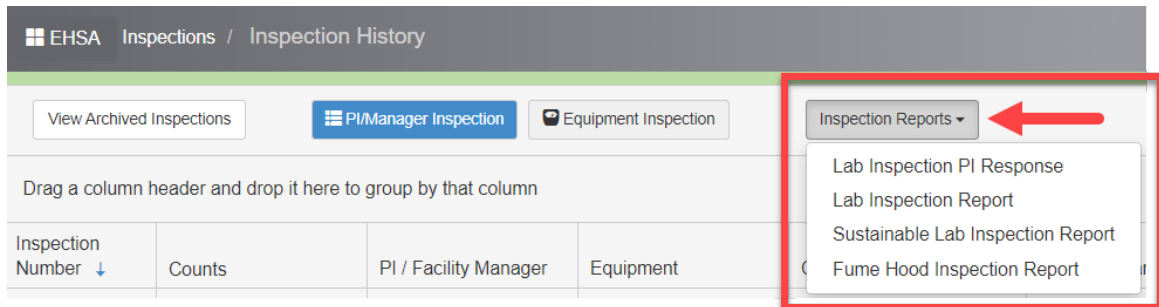 EHSA Inspections / Inspection History
View Archived Inspections PI/Manager Inspection Equipment Inspection Inspection Reports
Lab Inspection PI Response
Lab Inspection Report
Sustainable Lab Inspection Report
Fume Hood Inspection Report
Drag a column header and drop it here to group by that column
Inspection
Number ↓ Counts PI / Facility Manager Equipment